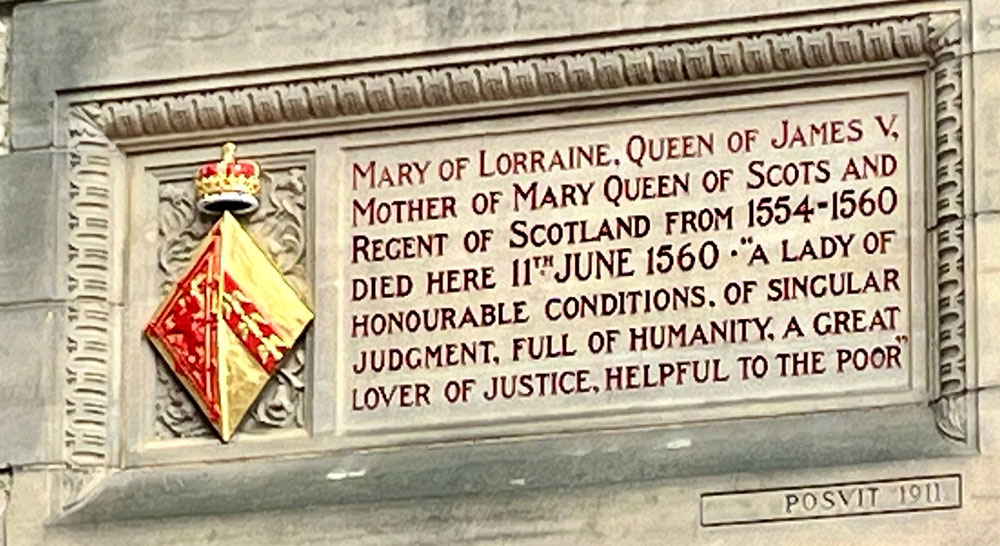 MARY OF LORRAINE, QUEEN OF JAMES V,
MOTHER OF MARY QUEEN OF SCOTS AND
REGENT OF SCOTLAND FROM 1554-1560
DIED HERE 11TH JUNE 1560 · "A LADY OF
HONOURABLE CONDITIONS, OF SINGULAR
JUDGMENT, FULL OF HUMANITY, A GREAT
LOVER OF JUSTICE, HELPFUL TO THE POOR"
POSVIT 1911